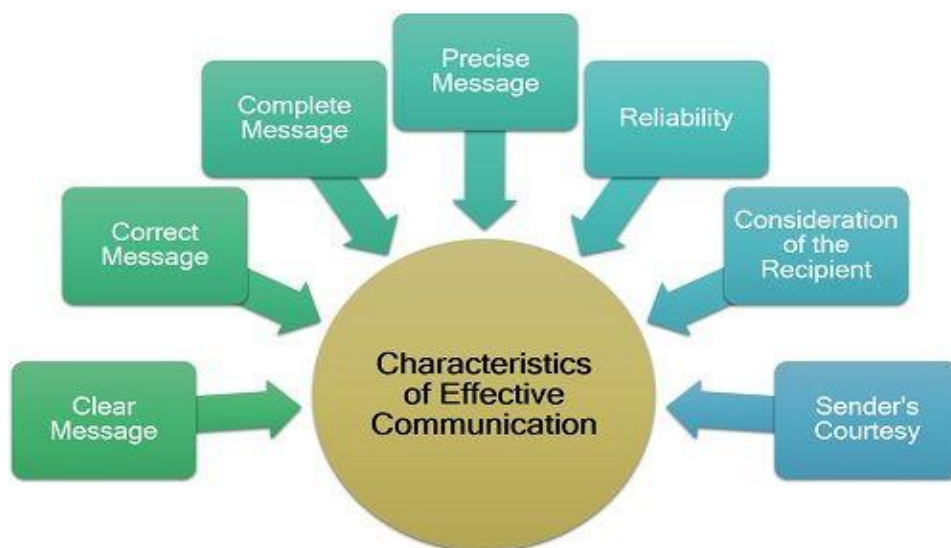 Clear
Message
Correct
Message
Complete
Message
Precise
Message
Reliability
Consideration
of the
Recipient
Sender's
Courtesy
Characteristics
of Effective
Communication